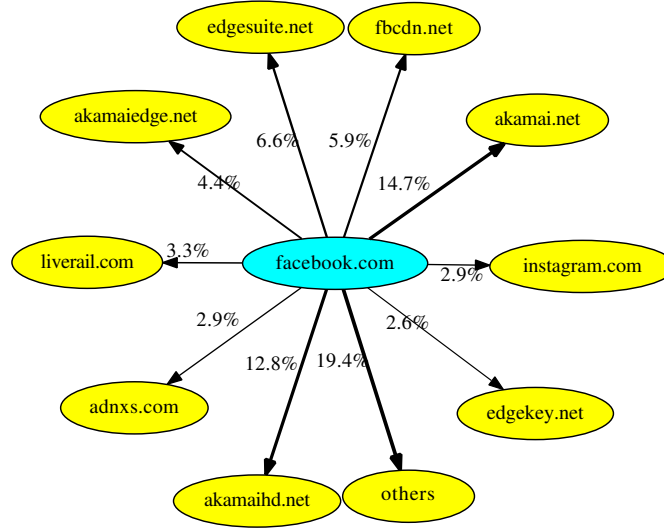 edgesuite.net
fbcdn.net
akamaiedge.net
akamai.net
6.6%
5.9%
4.4%
14.7%
3.3%
liverail.com
facebook.com
2.9%
instagram.com
2.9%
2.6%
12.8%
19.4%
adnxs.com
edgekey.net
akamaihd.net
others